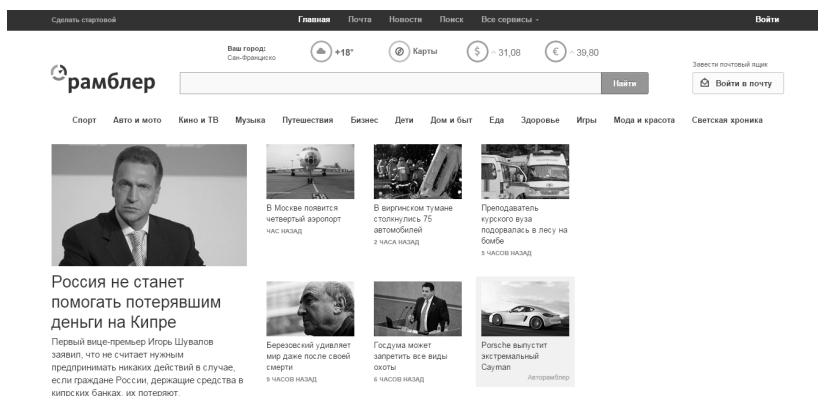 Сделать стартовой
Главная Почта Новости Поиск Все сервисы
Войти
Ваш город:
Сан-Франциско
+18°
Карты
$ 31,08
€ 39,80
Завести почтовый ящик
рамблер
Найти
Войти в почту
Спорт Авто и мото Кино и ТВ Музыка Путешествия Бизнес Дети Дом и быт Еда Здоровье Игры Мода и красота Светская хроника
Россия не станет
помогать потерявшим
деньги на Кипре
Первый вице-премьер Игорь Шувалов
заявил, что не считает нужным
предпринимать никаких действий в случае,
если граждане России, держащие средства в
кипрских банках, их потеряют.
В Москве появится
четвертый аэропорт
ЧАС НАЗАД
В виргинском тумане
столкнулись 75
автомобилей
2 ЧАСА НАЗАД
Преподаватель
курского вуза
подорвалась в лесу на
бомбе
5 ЧАСОВ НАЗАД
Березовский удивляет
мир даже после своей
смерти
9 ЧАСОВ НАЗАД
Госдума может
запретить все виды
охоты
6 ЧАСОВ НАЗАД
Porsche выпустит
экстремальный
Cayman
Авторамблер